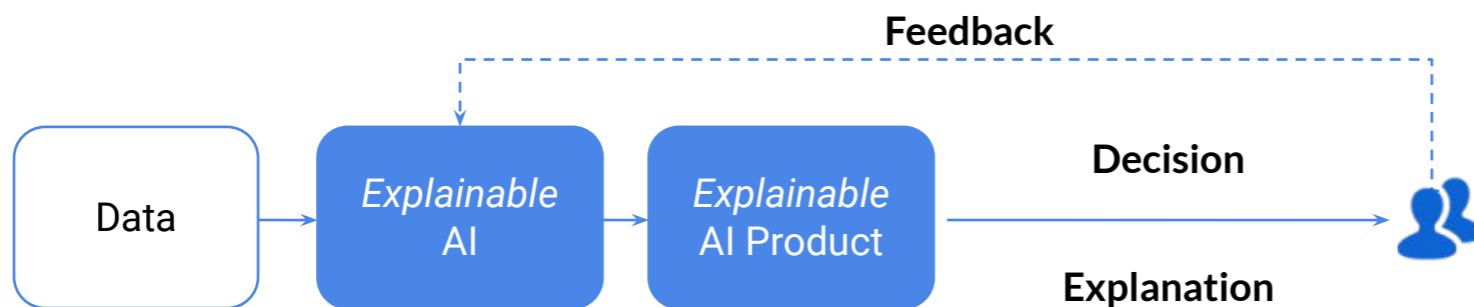 Feedback
Data
Explainable
AI
Explainable
AI Product
Decision
Explanation